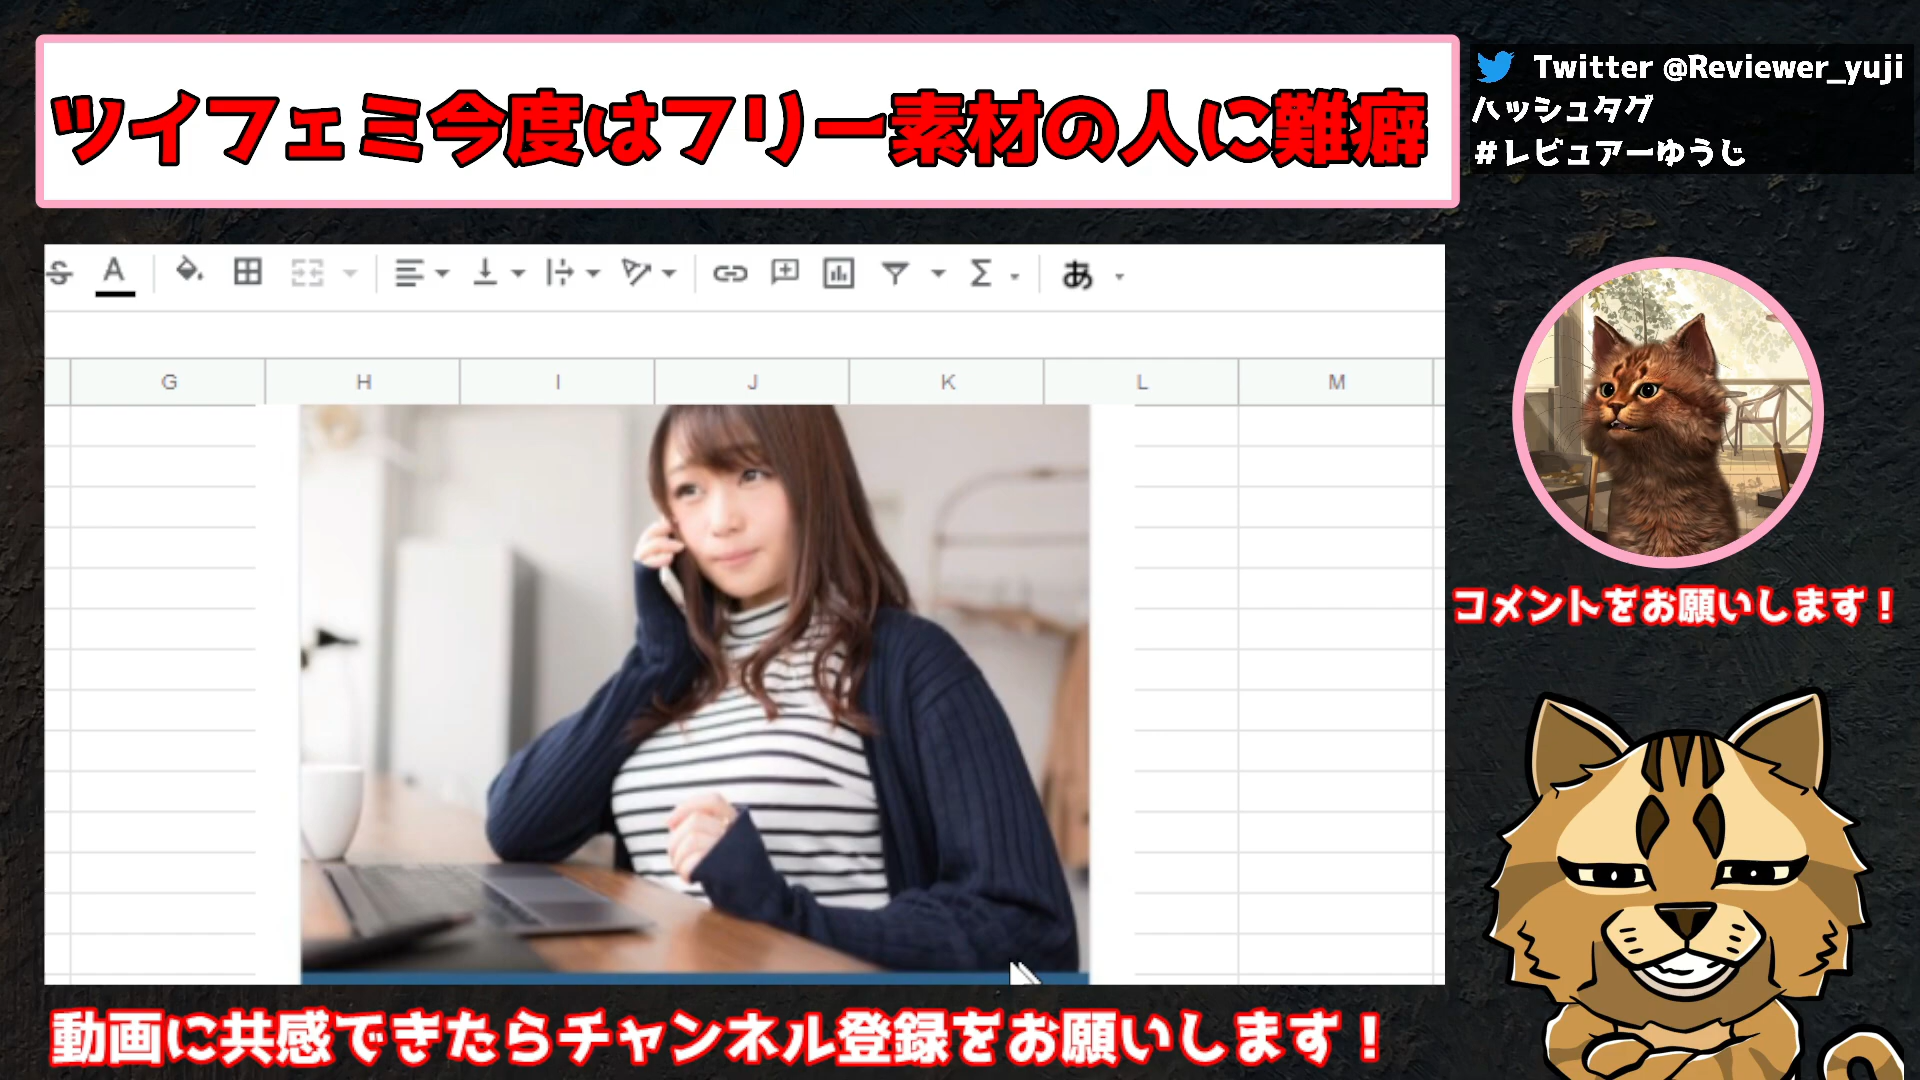 ツイフェミ今度はフリー素材の人に難癖
Twitter @Reviewer_yuji
ハッシュタグ
#レビュアーゆうじ
A
Σ
あ
G H I J K L M
コメントをお願いします！
動画に共感できたらチャンネル登録をお願いします！